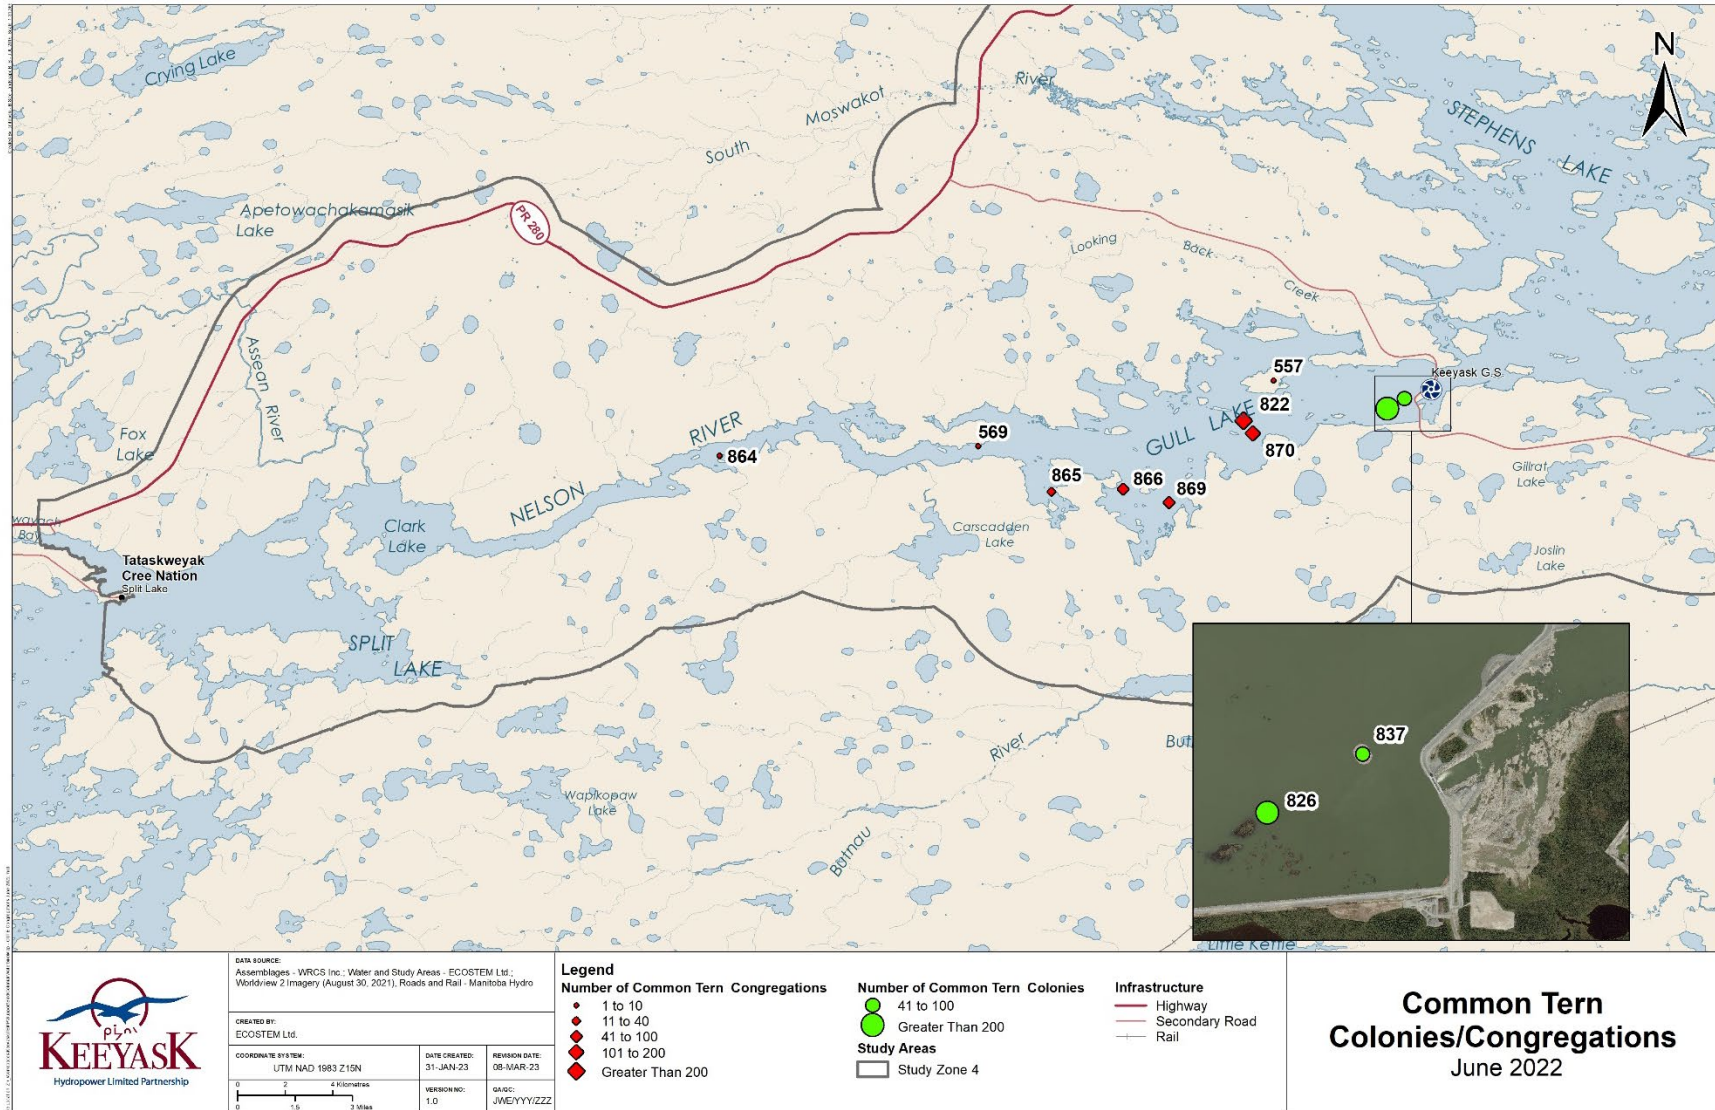 Crying Lake
River
Moswakot
South
STEPHENS
LAKE
N
Apetowachakamasik
Lake
PR 280
Looking
Back
Creek
Assean
River
Keeyask G.S.
557
822
870
GULL LAKE
569
RIVER
864
865
866
869
NELSON
Fox
Lake
Clark
Lake
Carscadden
Lake
Gillrat
Lake
Joslin
Lake
Bay
Tataskweyak
Cree Nation
Split Lake
SPLIT
LAKE
River
Butnau
Wapikopaw
Lake
837
826
Little Kettle
KEEYASK
Hydropower Limited Partnership
DATA SOURCE:
Assemblages - WRCS Inc.; Water and Study Areas - ECOSTEM Ltd.;
Worldview 2 Imagery (August 30, 2021), Roads and Rail - Manitoba Hydro
CREATED BY:
ECOSTEM Ltd.
COORDINATE SYSTEM:
UTM NAD 1983 Z15N
DATE CREATED:
31-JAN-23
REVISION DATE:
08-MAR-23
0 2 4 Kilometres
0 1.5 3 Miles
VERSION NO:
1.0
QA/QC:
JWE/YYY/ZZZ
Legend
Number of Common Tern Congregations
1 to 10
11 to 40
41 to 100
101 to 200
Greater Than 200
Number of Common Tern Colonies
41 to 100
Greater Than 200
Study Areas
Study Zone 4
Infrastructure
Highway
Secondary Road
Rail
Common Tern
Colonies/Congregations
June 2022